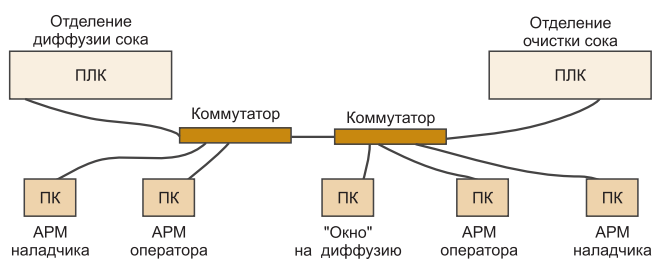 Отделение
диффузии сока
Отделение
очистки сока
ПЛК
ПЛК
Коммутатор
Коммутатор
ПК
ПК
ПК
ПК
ПК
АРМ
наладчика
АРМ
оператора
"Окно"
на диффузию
АРМ
оператора
АРМ
наладчика